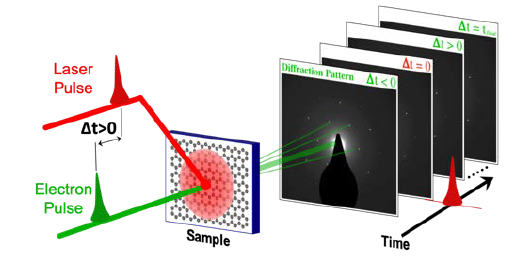 Laser
Pulse
Δt>0
Electron
Pulse
Sample
Diffraction Pattern
Δt < 0
Δt = 0
Δt > 0
Δt = t
Time